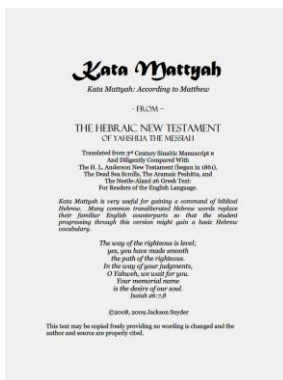 Kata Mattyah
Kata Mattyah: According to Matthew
- FROM ~
THE HEBRAIC NEW TESTAMENT
OF YAHSHUA THE MESSIAH
Translated from 3rd Century Sinaitic Manuscript א
And Diligently Compared With
The H. L. Anderson New Testament (begun in 1861),
The Dead Sea Scrolls, The Aramaic Peshitta, and
The Nestle-Aland 26 Greek Text:
For Readers of the English Language.
Kata Mattyah is very useful for gaining a command of biblical
Hebrew. Many common transliterated Hebrew words replace
their familiar English counterparts so that the student
progressing through this version might gain a basic Hebrew
vocabulary.
The way of the righteous is level;
yes, you have made smooth
the path of the righteous.
In the way of your judgments,
O Yahweh, we wait for you.
Your memorial name
is the desire of our soul.
Isaiah 26:7,8
©2008, 2009 Jackson Snyder
This text may be copied freely providing no wording is changed and the
author and source are properly cited.